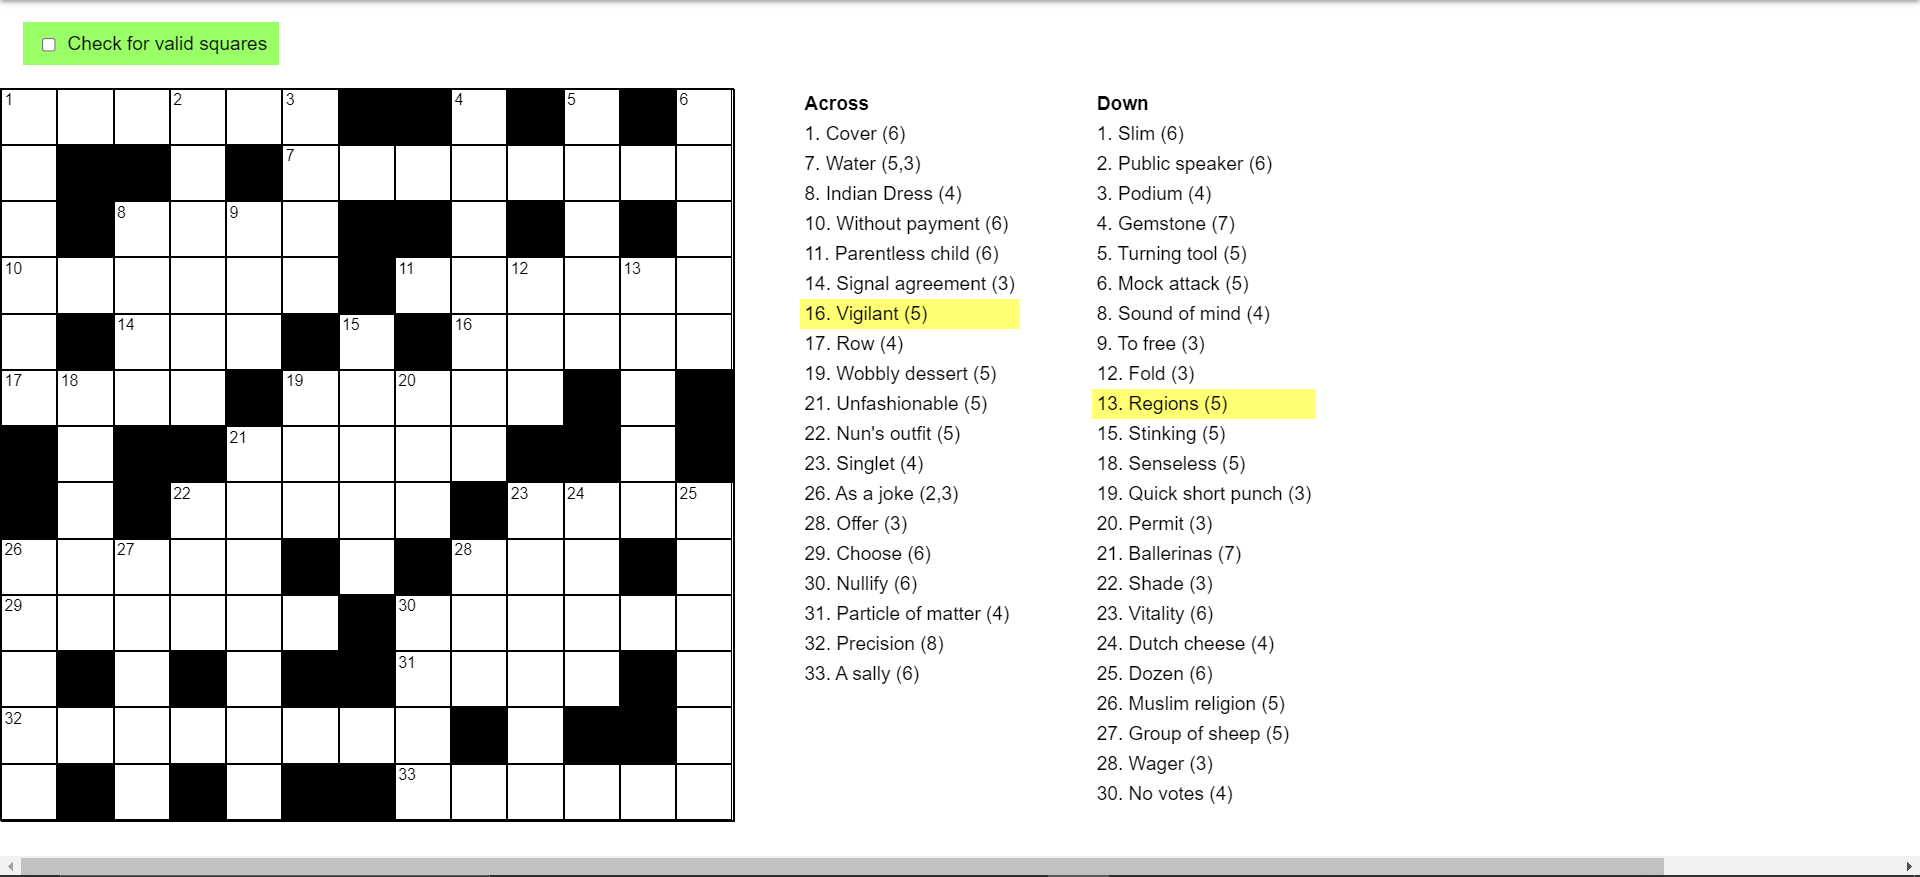 Check for valid squares
1 2 3 4 5 6
7
8 9
10 11 12 13
14 15 16
17 18 19 20
21
22 23 24 25
26 27 28
29 30
31
32
33
Across
1. Cover (6)
7. Water (5,3)
8. Indian Dress (4)
10. Without payment (6)
11. Parentless child (6)
14. Signal agreement (3)
16. Vigilant (5)
17. Row (4)
19. Wobbly dessert (5)
21. Unfashionable (5)
22. Nun's outfit (5)
23. Singlet (4)
26. As a joke (2,3)
28. Offer (3)
29. Choose (6)
30. Nullify (6)
31. Particle of matter (4)
32. Precision (8)
33. A sally (6)
Down
1. Slim (6)
2. Public speaker (6)
3. Podium (4)
4. Gemstone (7)
5. Turning tool (5)
6. Mock attack (5)
8. Sound of mind (4)
9. To free (3)
12. Fold (3)
13. Regions (5)
15. Stinking (5)
18. Senseless (5)
19. Quick short punch (3)
20. Permit (3)
21. Ballerinas (7)
22. Shade (3)
23. Vitality (6)
24. Dutch cheese (4)
25. Dozen (6)
26. Muslim religion (5)
27. Group of sheep (5)
28. Wager (3)
30. No votes (4)